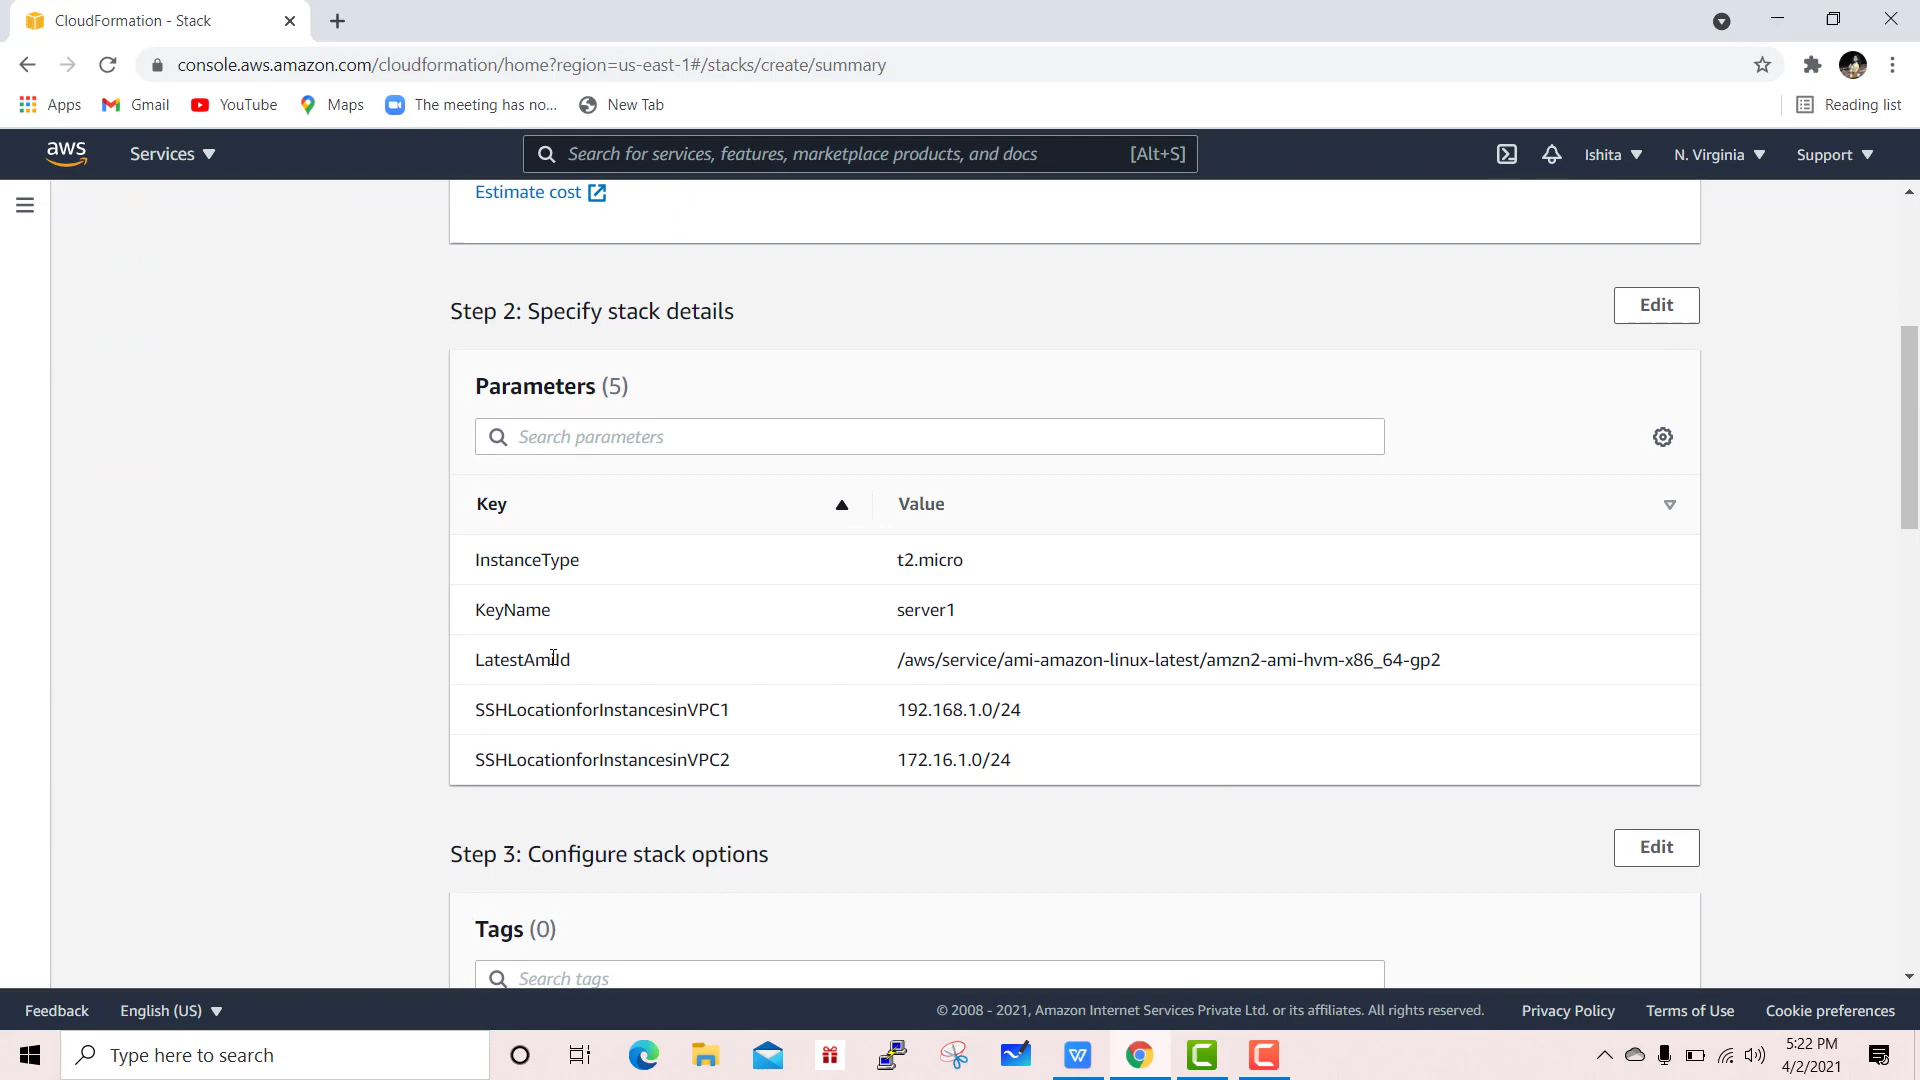 CloudFormation - Stack
console.aws.amazon.com/cloudformation/home?region=us-east-1#/stacks/create/summary
Apps Gmail YouTube Maps The meeting has no... New Tab Reading list
aws Services Search for services, features, marketplace products, and docs [Alt+S] Ishita N. Virginia Support
Estimate cost
Step 2: Specify stack details Edit
Parameters (5)
Search parameters
Key Value
InstanceType t2.micro
KeyName server1
LatestAmiId /aws/service/ami-amazon-linux-latest/amzn2-ami-hvm-x86_64-gp2
SSHLocationforInstancesinVPC1 192.168.1.0/24
SSHLocationforInstancesinVPC2 172.16.1.0/24
Step 3: Configure stack options Edit
Tags (0)
Search tags
Feedback English (US) © 2008 - 2021, Amazon Internet Services Private Ltd. or its affiliates. All rights reserved. Privacy Policy Terms of Use Cookie preferences
Type here to search
5:22 PM
4/2/2021